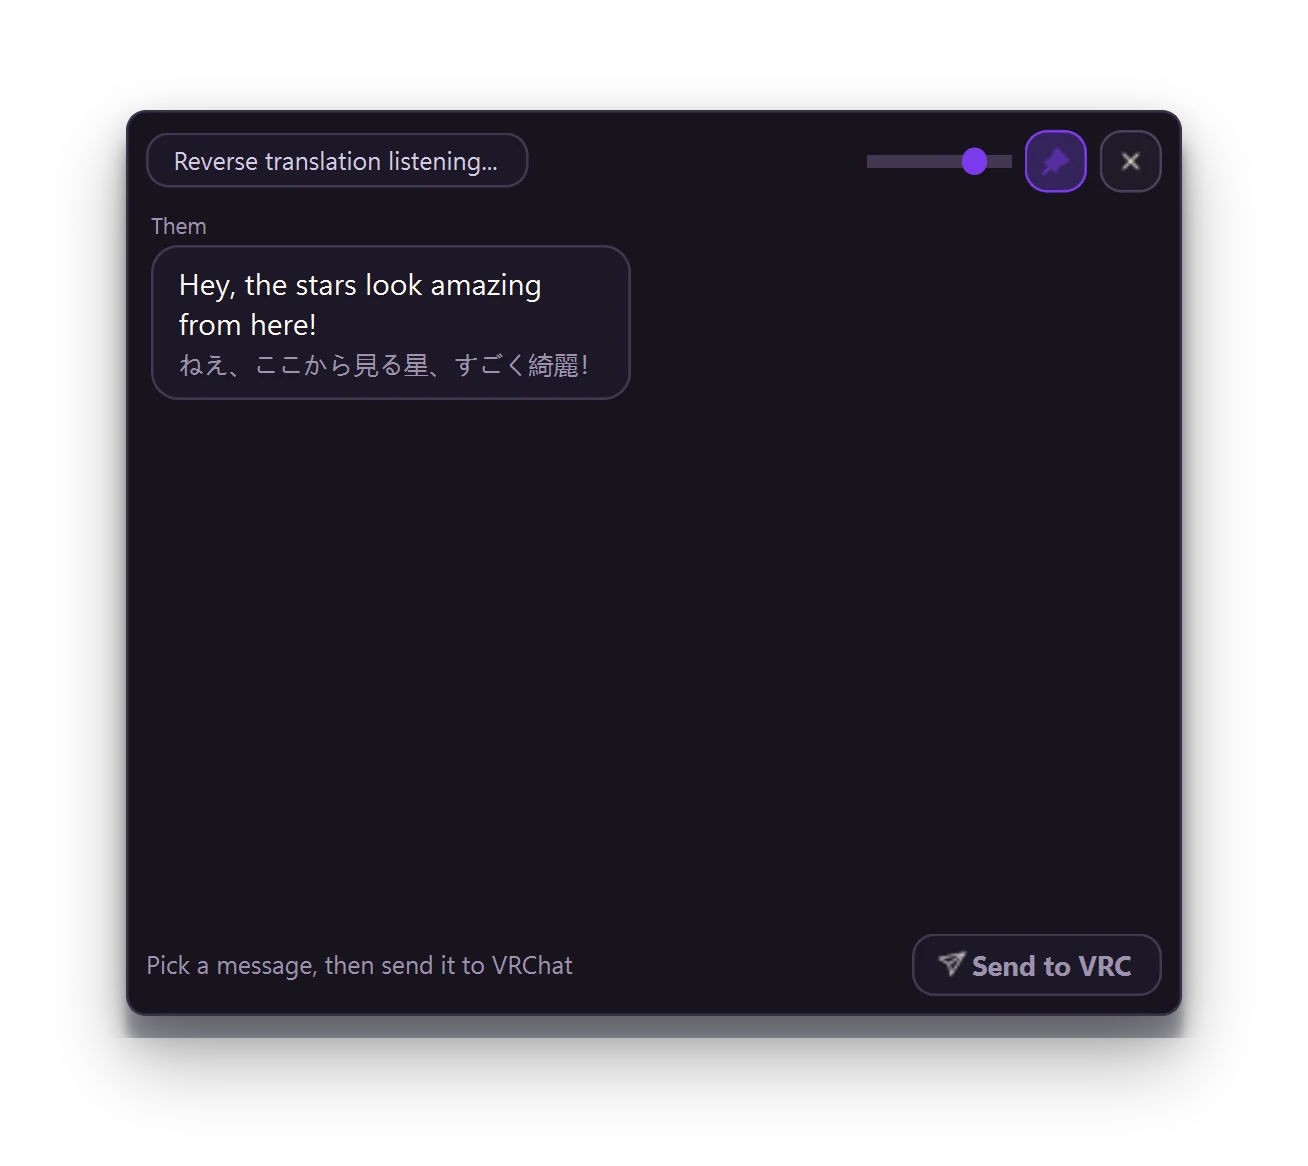 Reverse translation listening...
Them
Hey, the stars look amazing
from here!
ねえ、ここから見る星、すごく綺麗!
Pick a message, then send it to VRChat
Send to VRC